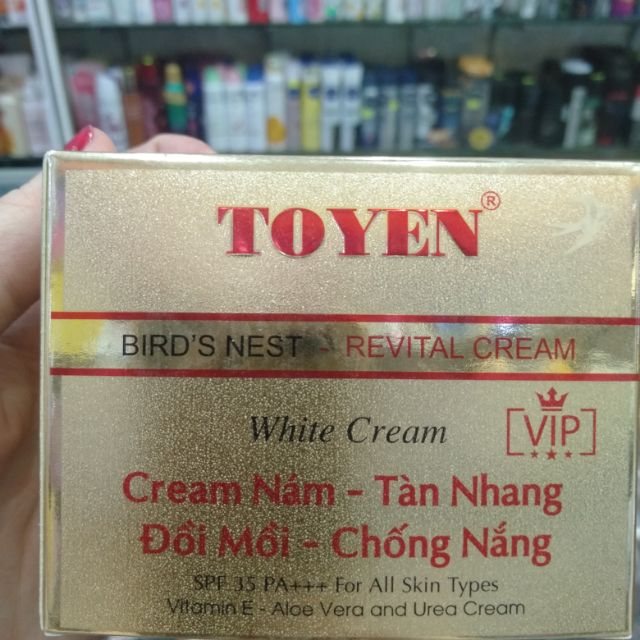 TOYEN®
BIRD'S NEST - REVITAL CREAM
White Cream
VIP
Cream Nám - Tàn Nhang
Đồi Mồi - Chống Nắng
SPF 35 PA+++ For All Skin Types
Vitamin E - Aloe Vera and Urea Cream